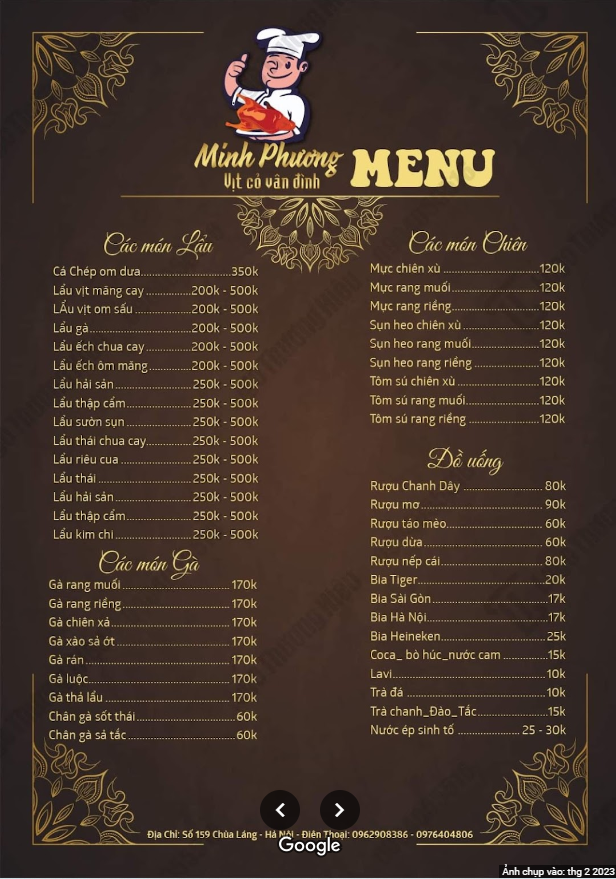 Minh Phương
Vịt cỏ vân đình
MENU
Các món Lẩu
Cá Chép om dưa 350k
Lẩu vịt măng cay 200k - 500k
LẨu vịt om sấu 200k - 500k
Lẩu gà 200k - 500k
Lẩu ếch chua cay 200k - 500k
Lẩu ếch ôm măng 200k - 500k
Lẩu hải sản 250k - 500k
Lẩu thập cẩm 250k - 500k
Lẩu sườn sụn 250k - 500k
Lẩu thái chua cay 250k - 500k
Lẩu riêu cua 250k - 500k
Lẩu thái 250k - 500k
Lẩu hải sản 250k - 500k
Lẩu thập cẩm 250k - 500k
Lẩu kim chi 250k - 500k
Các món Gà
Gà rang muối 170k
Gà rang riềng 170k
Gà chiên xả 170k
Gà xào sả ớt 170k
Gà rán 170k
Gà luộc 170k
Gà thả lẩu 170k
Chân gà sốt thái 60k
Chân gà sả tắc 60k
Các món Chiên
Mực chiên xù 120k
Mực rang muối 120k
Mực rang riềng 120k
Sụn heo chiên xù 120k
Sụn heo rang muối 120k
Sụn heo rang riềng 120k
Tôm sú chiên xù 120k
Tôm sú rang muối 120k
Tôm sú rang riềng 120k
Đồ uống
Rượu Chanh Dây 80k
Rượu mơ 90k
Rượu táo mèo 60k
Rượu dừa 60k
Rượu nếp cái 80k
Bia Tiger 20k
Bia Sài Gòn 17k
Bia Hà Nội 17k
Bia Heineken 25k
Coca_ bò húc_nước cam 15k
Lavi 10k
Trà đá 10k
Trà chanh_Đào_Tắc 15k
Nước ép sinh tố 25 - 30k
Địa Chỉ: Số 159 Chùa Láng - Hà Nội - Điện Thoại: 0962908386 - 0976404806
Google
Ảnh chụp vào: thg 2 2023